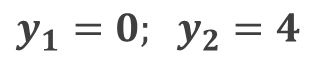 y₁ = 0; y₂ = 4